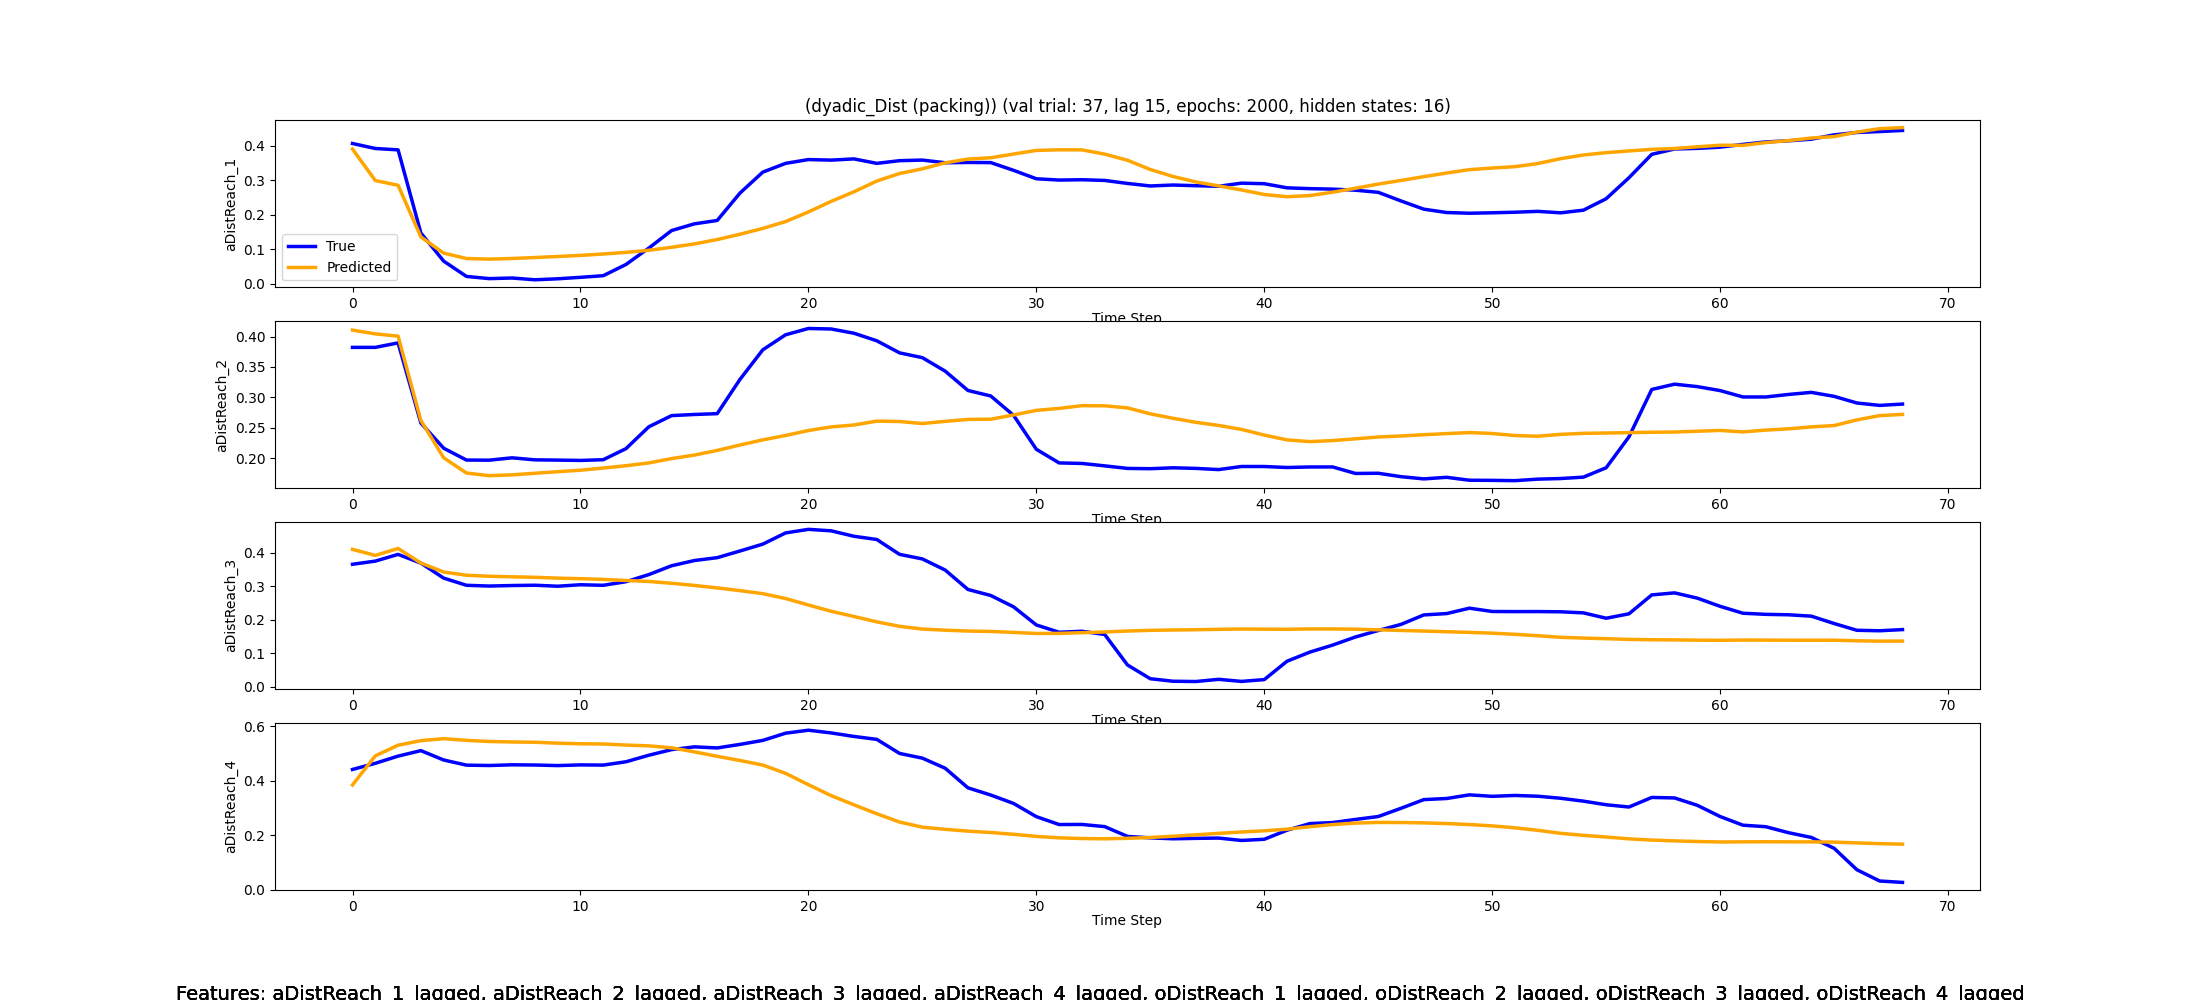 (dyadic_Dist (packing)) (val trial: 37, lag 15, epochs: 2000, hidden states: 16)
aDistReach_1
0.4
0.3
0.2
0.1
0.0
True
Predicted
0 10 20 30 40 50 60 70
Time Step
aDistReach_2
0.40
0.35
0.30
0.25
0.20
0 10 20 30 40 50 60 70
Time Step
aDistReach_3
0.4
0.3
0.2
0.1
0.0
0 10 20 30 40 50 60 70
Time Step
aDistReach_4
0.6
0.4
0.2
0.0
0 10 20 30 40 50 60 70
Time Step
Features: aDistReach_1_lagged, aDistReach_2_lagged, aDistReach_3_lagged, aDistReach_4_lagged, oDistReach_1_lagged, oDistReach_2_lagged, oDistReach_3_lagged, oDistReach_4_lagged